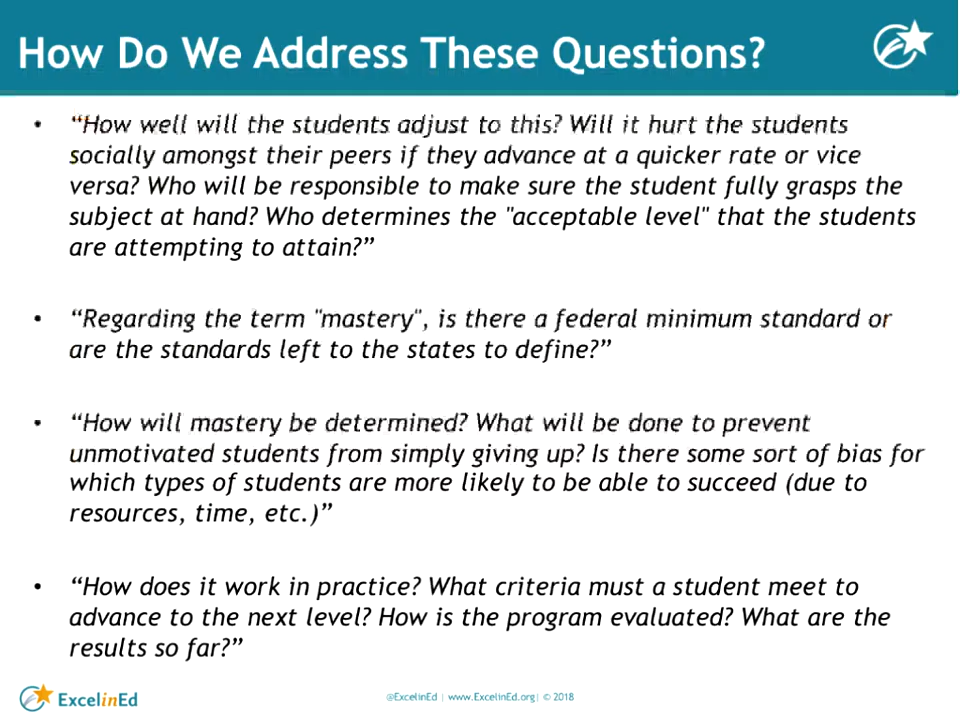 How Do We Address These Questions?
• “How well will the students adjust to this? Will it hurt the students
socially amongst their peers if they advance at a quicker rate or vice
versa? Who will be responsible to make sure the student fully grasps the
subject at hand? Who determines the "acceptable level" that the students
are attempting to attain?”
• “Regarding the term "mastery", is there a federal minimum standard or
are the standards left to the states to define?”
• “How will mastery be determined? What will be done to prevent
unmotivated students from simply giving up? Is there some sort of bias for
which types of students are more likely to be able to succeed (due to
resources, time, etc.)”
• “How does it work in practice? What criteria must a student meet to
advance to the next level? How is the program evaluated? What are the
results so far?”
ExcelinEd
@ExcelinEd | www.ExcelinEd.org| © 2018